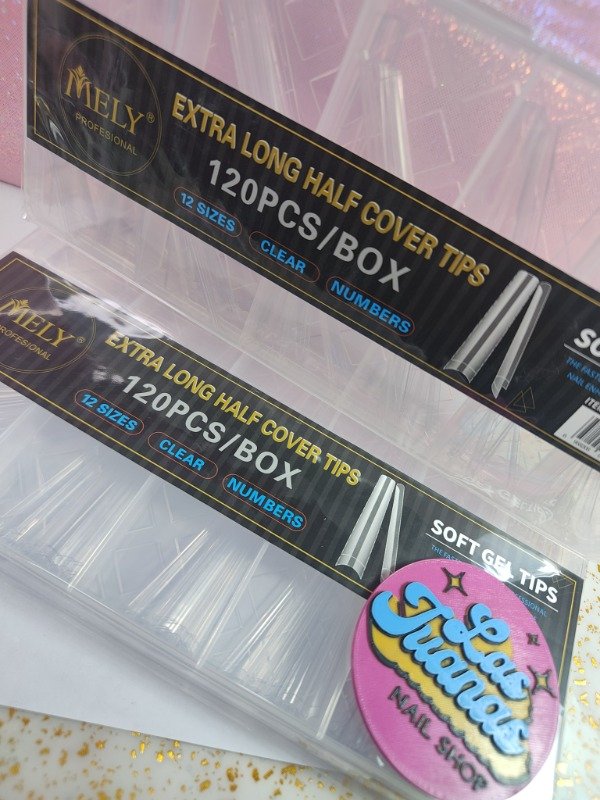 MELY®
PROFESIONAL
EXTRA LONG HALF COVER TIPS
120PCS/BOX
12 SIZES
CLEAR
NUMBERS
MELY®
PROFESIONAL
EXTRA LONG HALF COVER TIPS
120PCS/BOX
12 SIZES
CLEAR
NUMBERS
SOFT GEL TIPS
Las
Juanas
NAIL SHOP